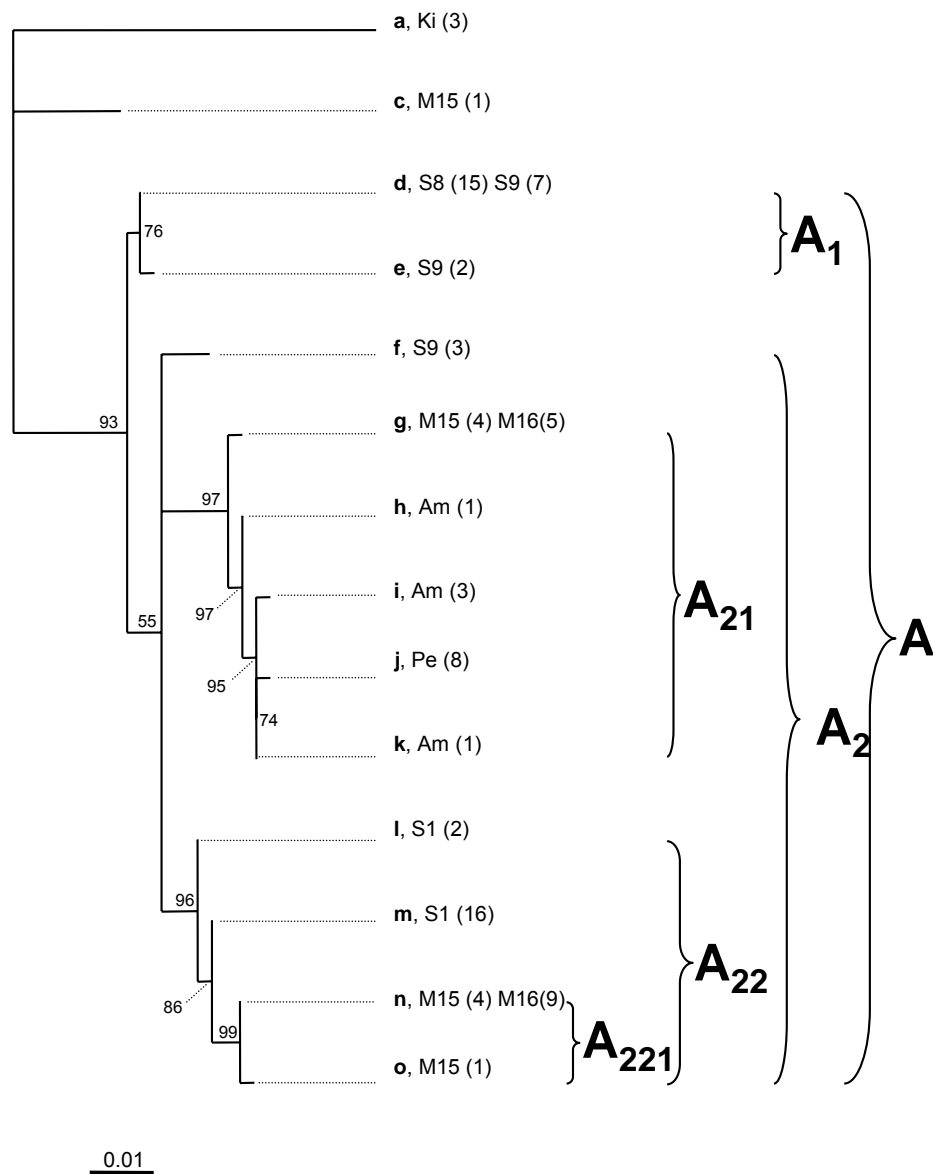 a, Ki (3)
c, M15 (1)
d, S8 (15) S9 (7)
76
A1
e, S9 (2)
f, S9 (3)
93
g, M15 (4) M16(5)
97
h, Am (1)
i, Am (3)
97
A21
55
A
j, Pe (8)
95
74
A2
k, Am (1)
l, S1 (2)
96
m, S1 (16)
A22
86
n, M15 (4) M16(9)
99
A221
o, M15 (1)
0.01